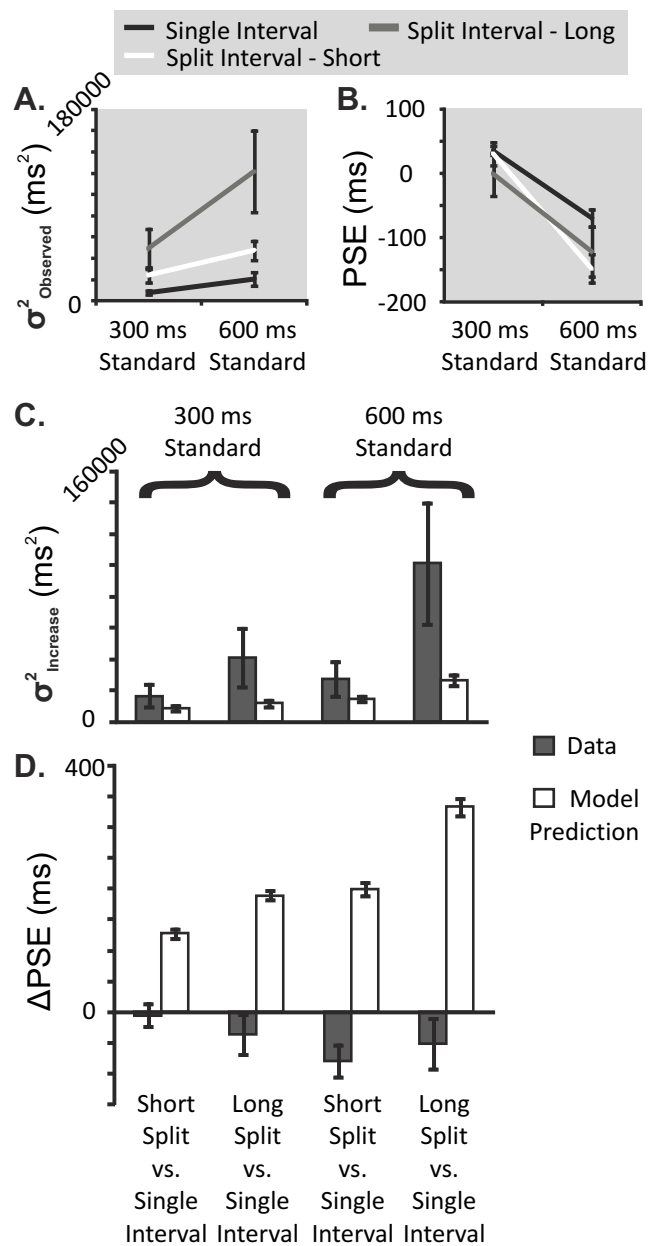 Single Interval
Split Interval - Long
Split Interval - Short
A.
180000
σ²Observed (ms²)
0
300 ms
Standard
600 ms
Standard
B.
100
0
-100
-200
PSE (ms)
300 ms
Standard
600 ms
Standard
C.
300 ms
Standard
600 ms
Standard
160000
σ²Increase (ms²)
0
Data
Model
Prediction
D.
400
ΔPSE (ms)
0
Short
Split
vs.
Single
Interval
Long
Split
vs.
Single
Interval
Short
Split
vs.
Single
Interval
Long
Split
vs.
Single
Interval